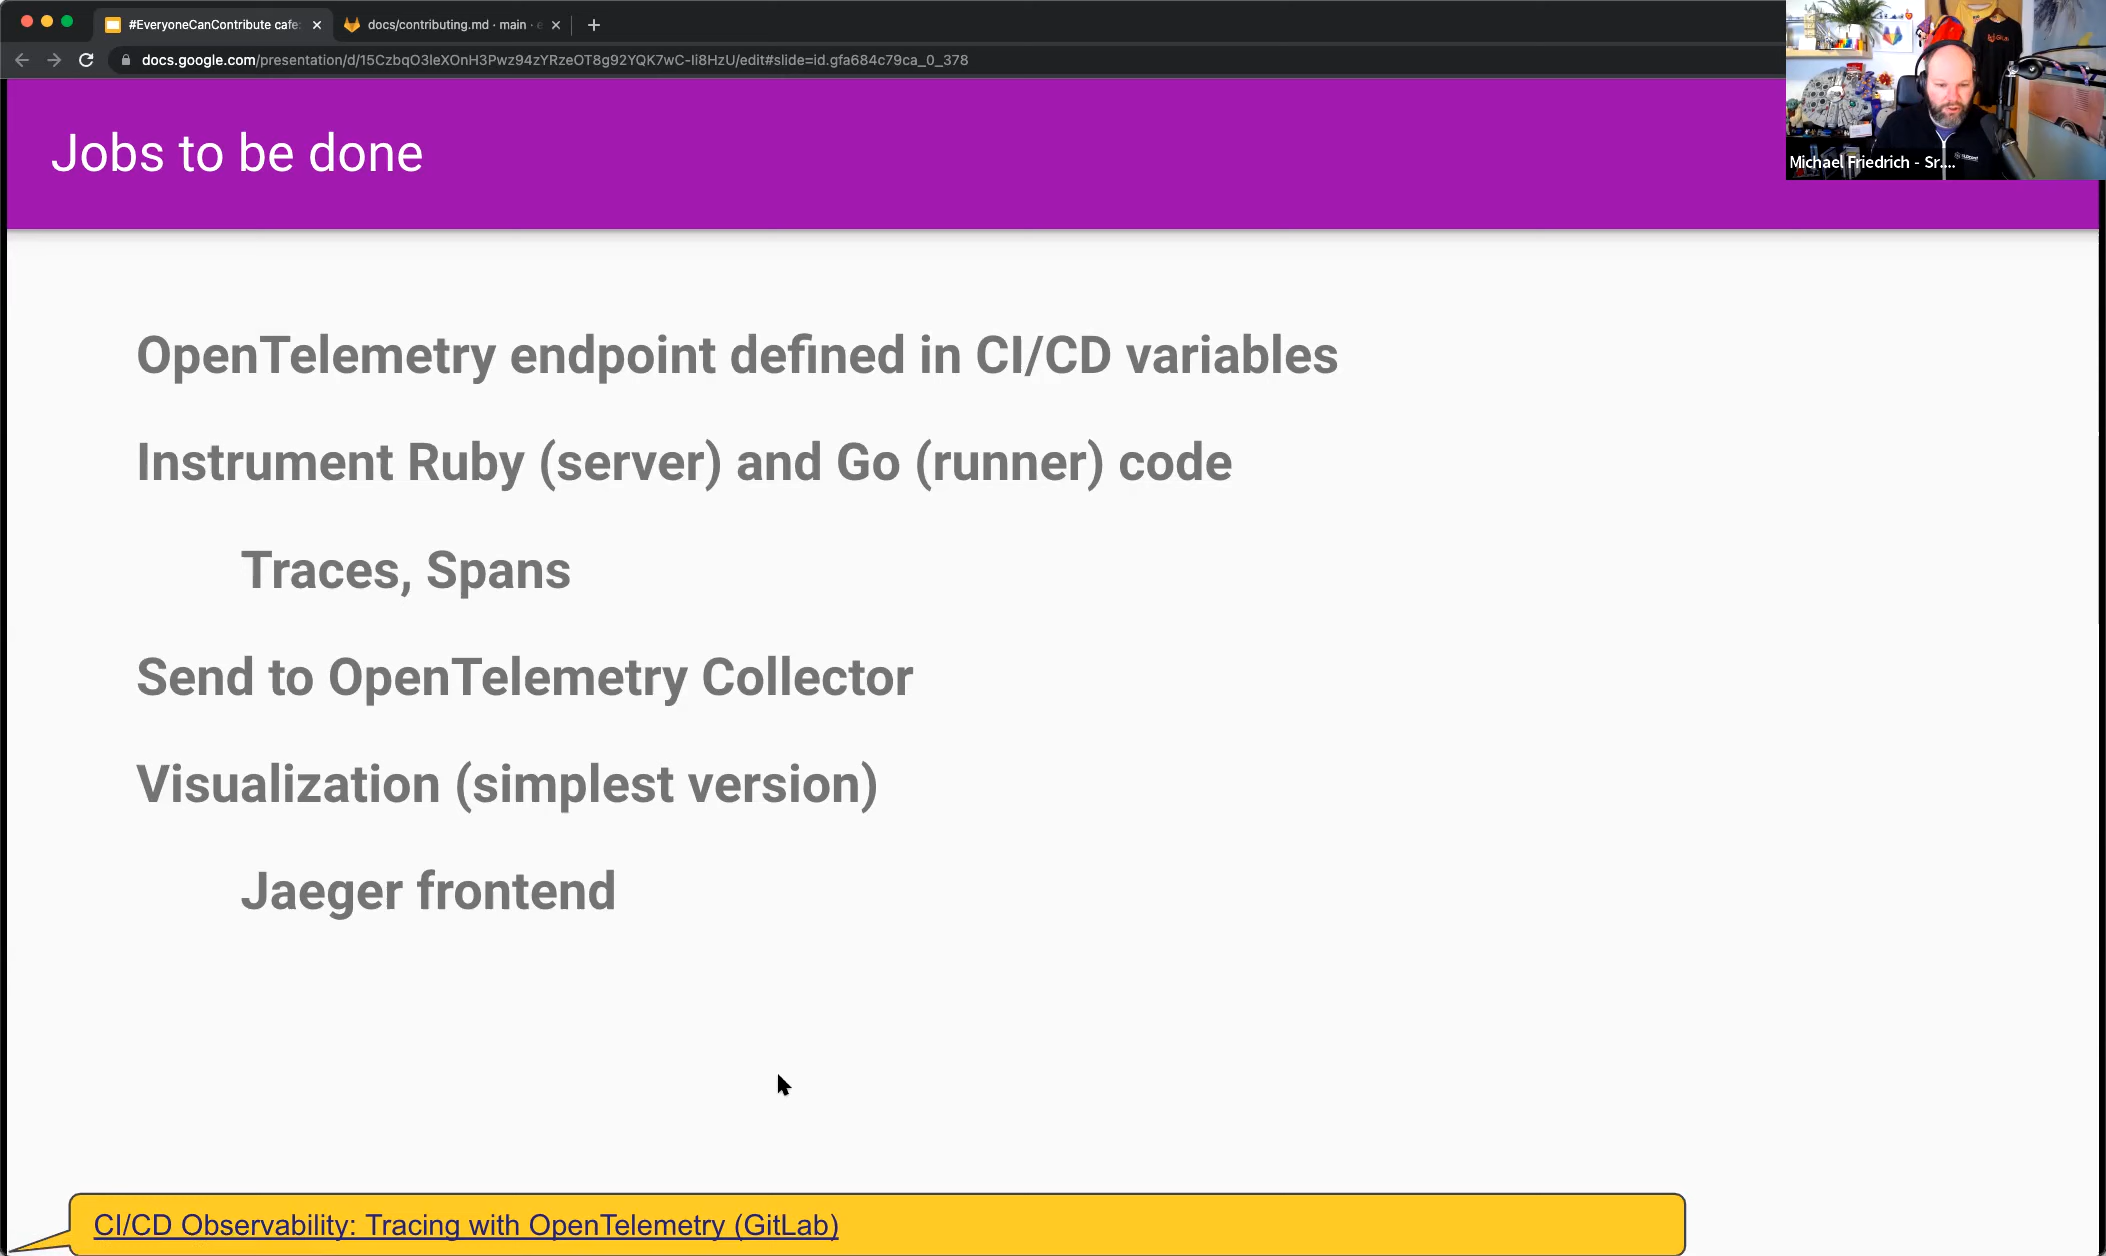 #EveryoneCanContribute cafe:
docs/contributing.md · main ·
docs.google.com/presentation/d/15CzbqO3IeXOnH3Pwz94zYRzeOT8g92YQK7wC-Ii8HzU/edit#slide=id.gfa684c79ca_0_378
Michael Friedrich - Sr....
Jobs to be done
OpenTelemetry endpoint defined in CI/CD variables
Instrument Ruby (server) and Go (runner) code
Traces, Spans
Send to OpenTelemetry Collector
Visualization (simplest version)
Jaeger frontend
CI/CD Observability: Tracing with OpenTelemetry (GitLab)